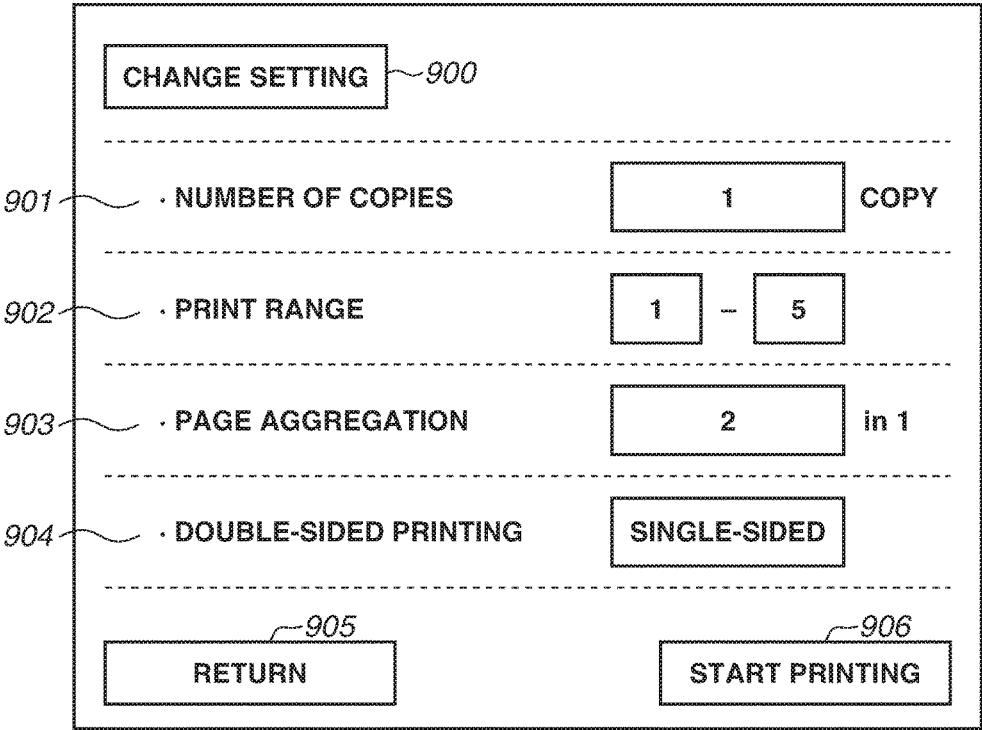 CHANGE SETTING 900
901 · NUMBER OF COPIES 1 COPY
902 · PRINT RANGE 1 – 5
903 · PAGE AGGREGATION 2 in 1
904 · DOUBLE-SIDED PRINTING SINGLE-SIDED
905 906
RETURN START PRINTING